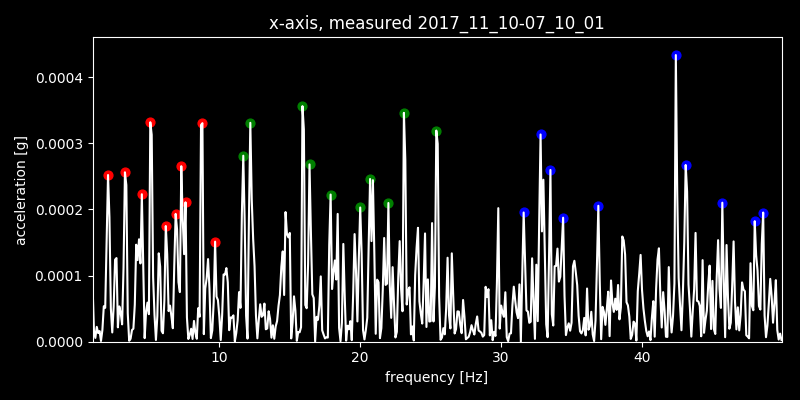 x-axis, measured 2017_11_10-07_10_01
acceleration [g]
0.0004
0.0003
0.0002
0.0001
0.0000
10 20 30 40
frequency [Hz]